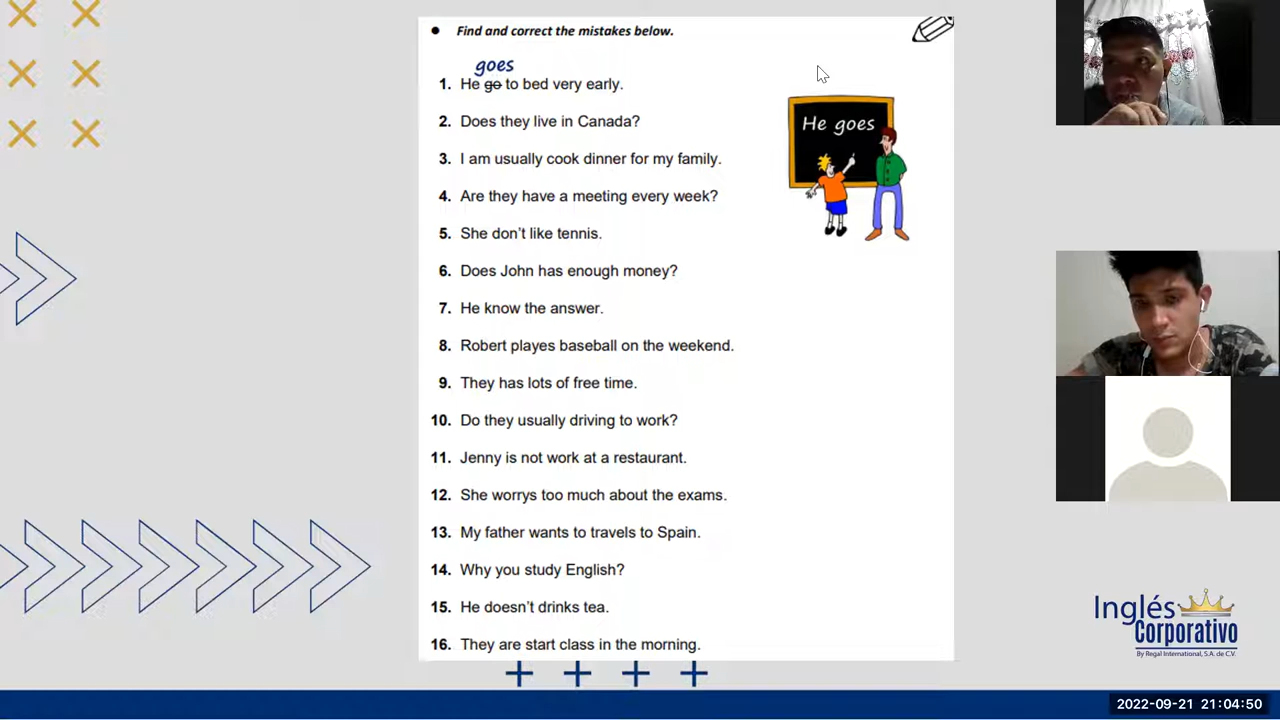 ● Find and correct the mistakes below.
goes
1. He go to bed very early.
He goes
2. Does they live in Canada?
3. I am usually cook dinner for my family.
4. Are they have a meeting every week?
5. She don't like tennis.
6. Does John has enough money?
7. He know the answer.
8. Robert playes baseball on the weekend.
9. They has lots of free time.
10. Do they usually driving to work?
11. Jenny is not work at a restaurant.
12. She worrys too much about the exams.
13. My father wants to travels to Spain.
14. Why you study English?
15. He doesn't drinks tea.
16. They are start class in the morning.
Inglés
Corporativo
By Regal International, S.A. de C.V.
2022-09-21 21:04:50